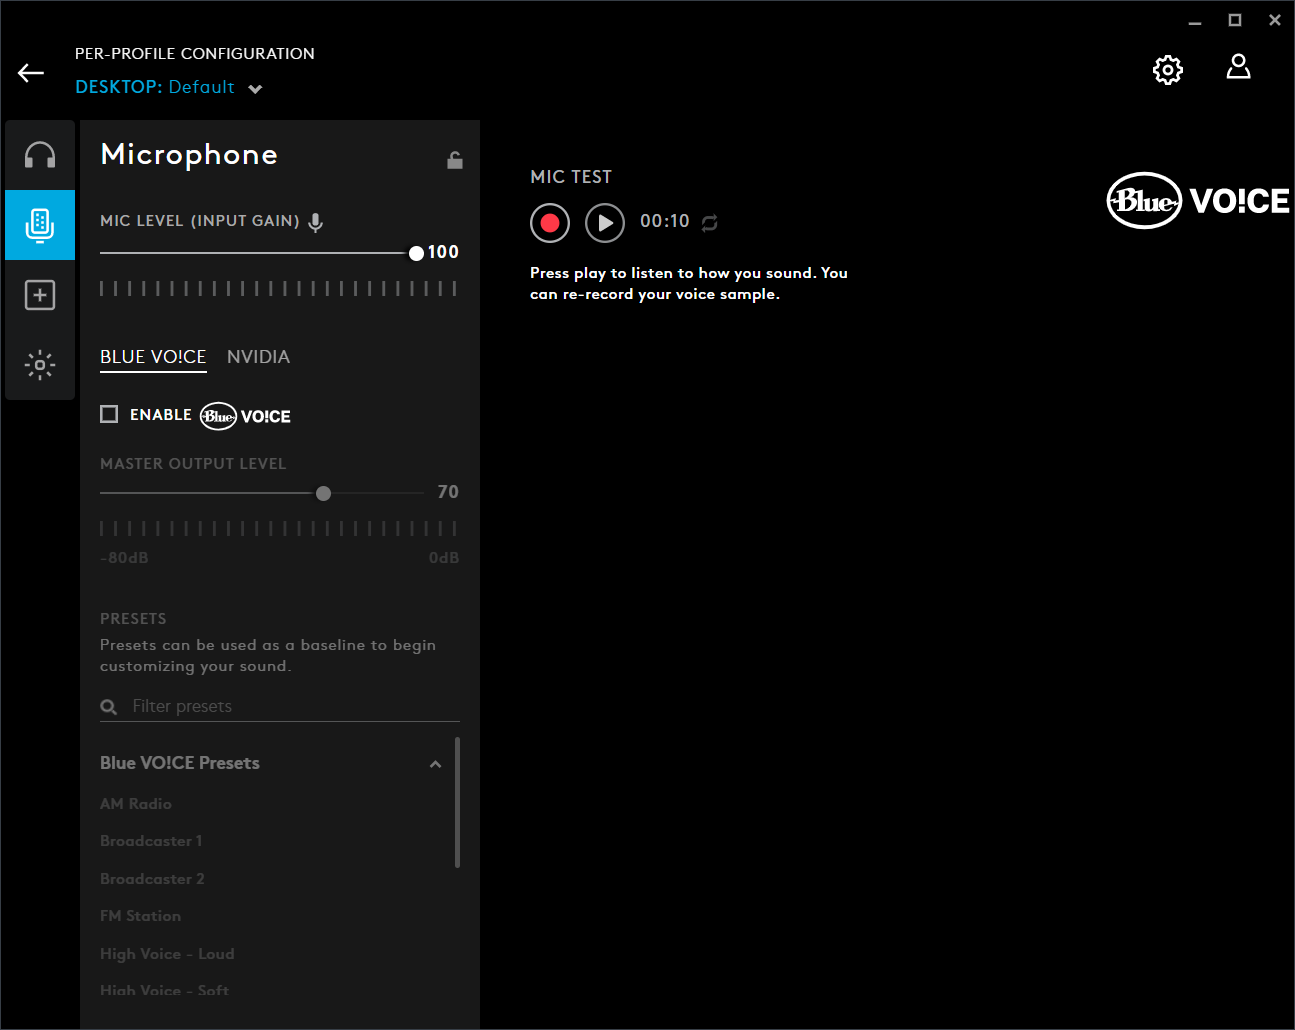 PER-PROFILE CONFIGURATION
DESKTOP: Default
Microphone
MIC LEVEL (INPUT GAIN)
100
BLUE VO!CE NVIDIA
ENABLE Blue VO!CE
MASTER OUTPUT LEVEL
70
-80dB 0dB
PRESETS
Presets can be used as a baseline to begin
customizing your sound.
Filter presets
Blue VO!CE Presets
AM Radio
Broadcaster 1
Broadcaster 2
FM Station
High Voice - Loud
High Voice - Soft
MIC TEST
00:10
Press play to listen to how you sound. You
can re-record your voice sample.
Blue VO!CE